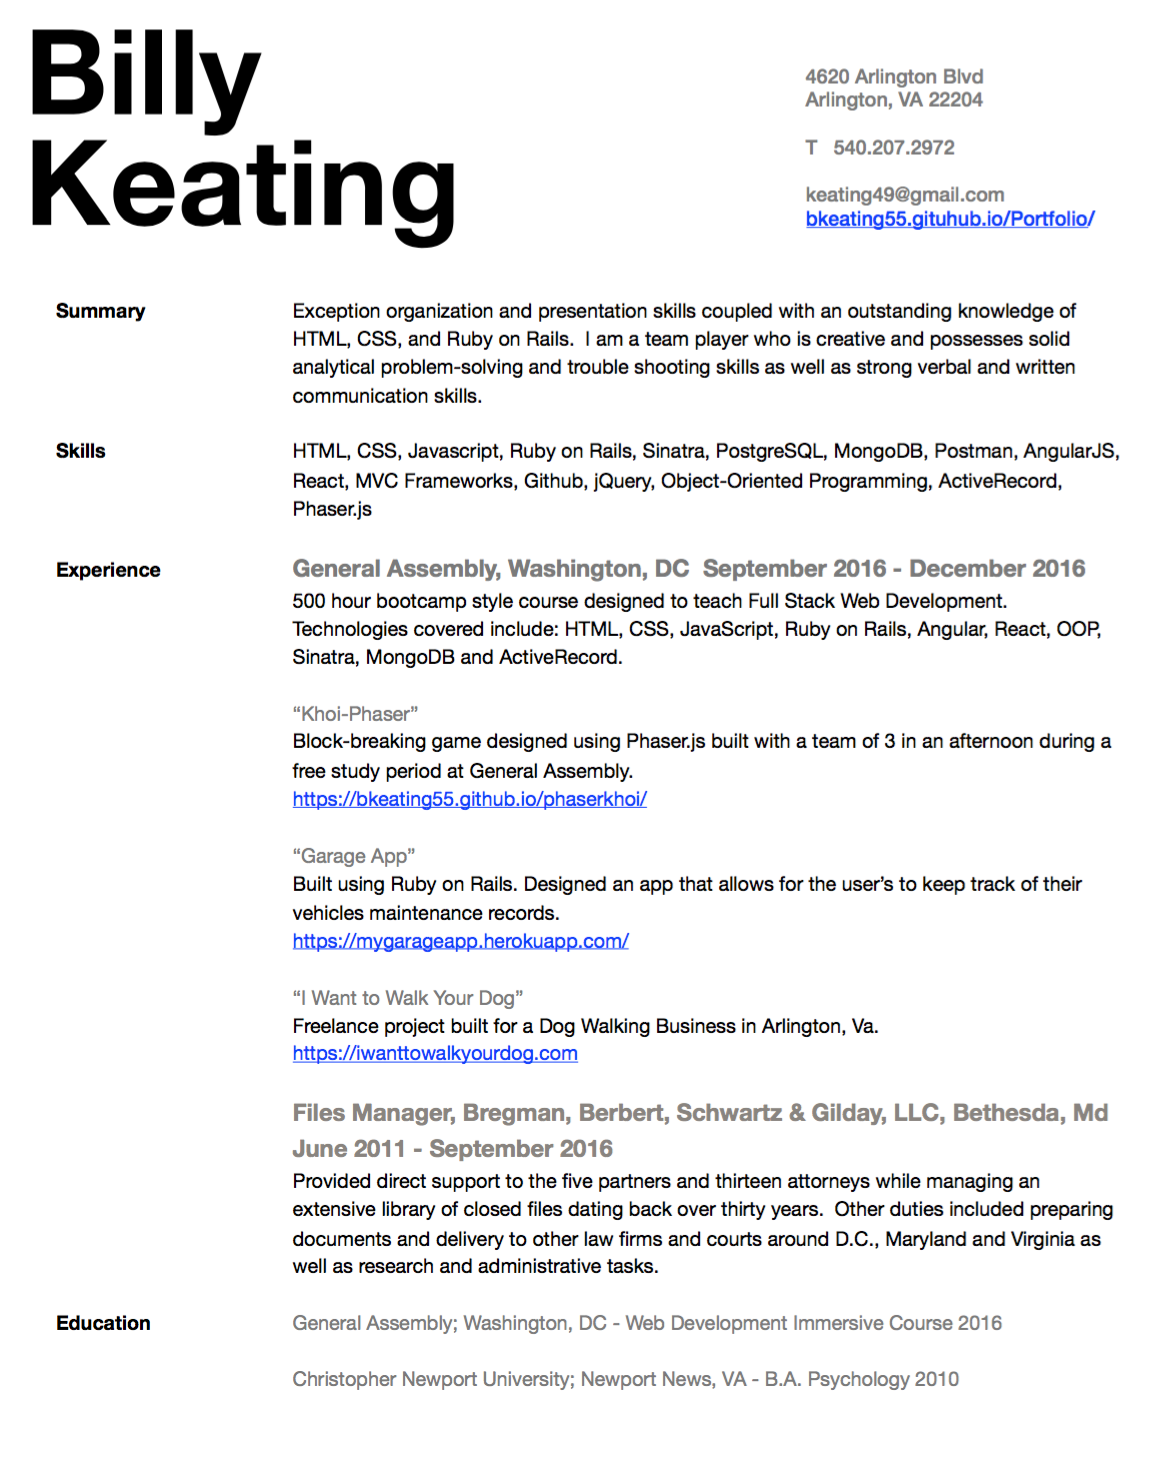 Billy
Keating
4620 Arlington Blvd
Arlington, VA 22204
T 540.207.2972
keating49@gmail.com
bkeating55.gituhub.io/Portfolio/
Summary
Exception organization and presentation skills coupled with an outstanding knowledge of
HTML, CSS, and Ruby on Rails.  I am a team player who is creative and possesses solid
analytical problem-solving and trouble shooting skills as well as strong verbal and written
communication skills.
Skills
HTML, CSS, Javascript, Ruby on Rails, Sinatra, PostgreSQL, MongoDB, Postman, AngularJS,
React, MVC Frameworks, Github, jQuery, Object-Oriented Programming, ActiveRecord,
Phaser.js
Experience
General Assembly, Washington, DC  September 2016 - December 2016
500 hour bootcamp style course designed to teach Full Stack Web Development.
Technologies covered include: HTML, CSS, JavaScript, Ruby on Rails, Angular, React, OOP,
Sinatra, MongoDB and ActiveRecord.
“Khoi-Phaser”
Block-breaking game designed using Phaser.js built with a team of 3 in an afternoon during a
free study period at General Assembly.
https://bkeating55.github.io/phaserkhoi/
“Garage App”
Built using Ruby on Rails. Designed an app that allows for the user’s to keep track of their
vehicles maintenance records.
https://mygarageapp.herokuapp.com/
“I Want to Walk Your Dog”
Freelance project built for a Dog Walking Business in Arlington, Va.
https://iwanttowalkyourdog.com
Files Manager, Bregman, Berbert, Schwartz & Gilday, LLC, Bethesda, Md
June 2011 - September 2016
Provided direct support to the five partners and thirteen attorneys while managing an
extensive library of closed files dating back over thirty years.  Other duties included preparing
documents and delivery to other law firms and courts around D.C., Maryland and Virginia as
well as research and administrative tasks.
Education
General Assembly; Washington, DC - Web Development Immersive Course 2016
Christopher Newport University; Newport News, VA - B.A. Psychology 2010